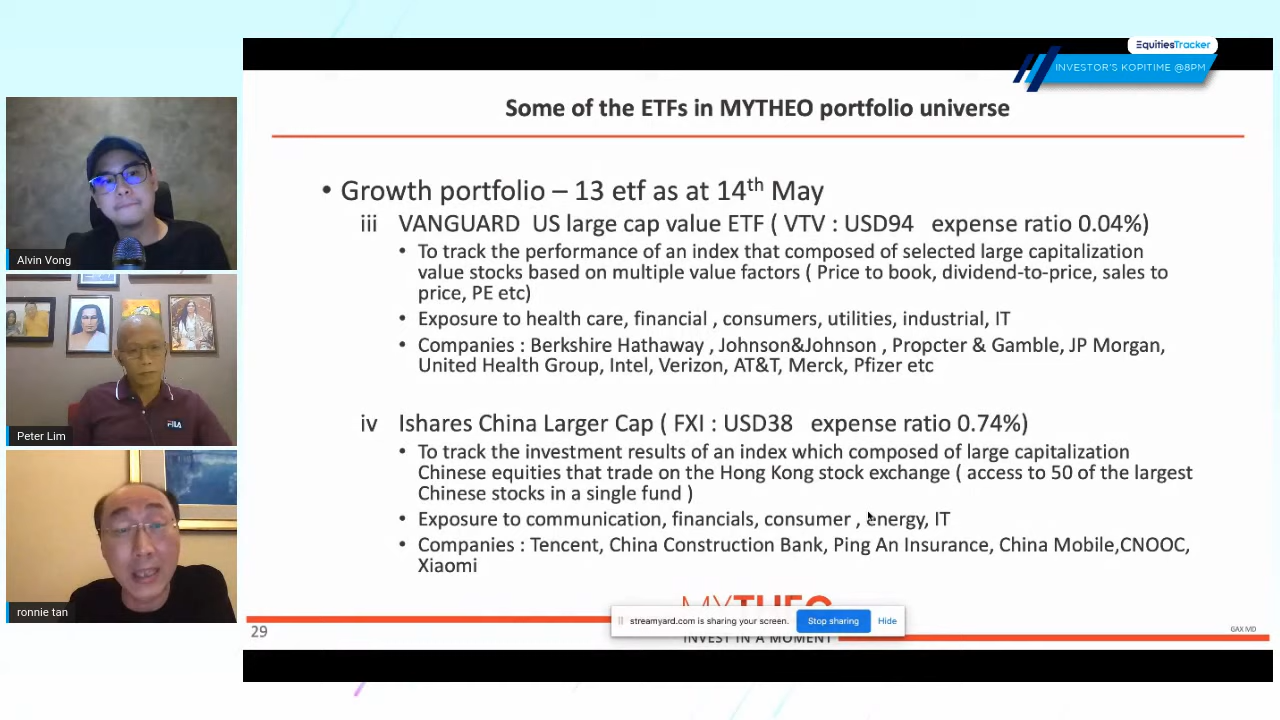 EquitiesTracker
INVESTOR'S KOPITIME @8PM
Some of the ETFs in MYTHEO portfolio universe
• Growth portfolio – 13 etf as at 14th May
iii VANGUARD US large cap value ETF ( VTV : USD94 expense ratio 0.04%)
• To track the performance of an index that composed of selected large capitalization
value stocks based on multiple value factors ( Price to book, dividend-to-price, sales to
price, PE etc)
• Exposure to health care, financial , consumers, utilities, industrial, IT
• Companies : Berkshire Hathaway , Johnson&Johnson , Propcter & Gamble, JP Morgan,
United Health Group, Intel, Verizon, AT&T, Merck, Pfizer etc
iv Ishares China Larger Cap ( FXI : USD38 expense ratio 0.74%)
• To track the investment results of an index which composed of large capitalization
Chinese equities that trade on the Hong Kong stock exchange ( access to 50 of the largest
Chinese stocks in a single fund )
• Exposure to communication, financials, consumer , energy, IT
• Companies : Tencent, China Construction Bank, Ping An Insurance, China Mobile,CNOOC,
Xiaomi
MYTHEO
streamyard.com is sharing your screen. Stop sharing Hide
INVEST IN A MOMENT
29
GAX MD
Alvin Vong
FILA
Peter Lim
ronnie tan